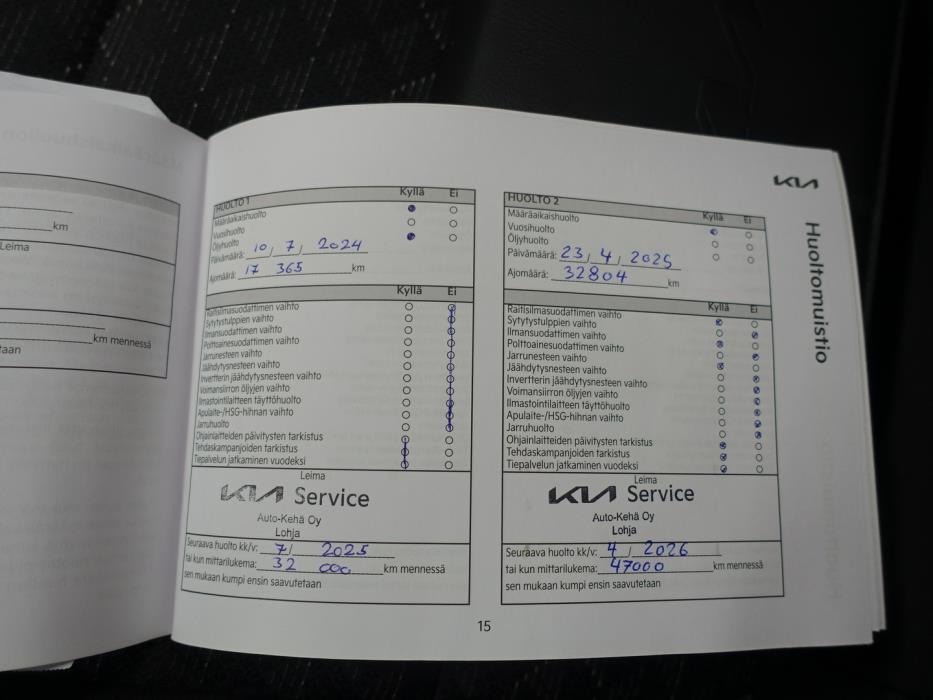 km
Leima
km mennessä
taan
KIA
Huoltomuistio
Kyllä Ei
HUOLTO 1
Määräaikaishuolto
Vuosihuolto
Öljyhuolto
Päivämäärä: 10 / 7 / 2024
Ajomäärä: 17 365 km
Kyllä Ei
Raitisilmasuodattimen vaihto
Sytytystulppien vaihto
Ilmansuodattimen vaihto
Polttoainesuodattimen vaihto
Jarrunesteen vaihto
Jäähdytysnesteen vaihto
Invertterin jäähdytysnesteen vaihto
Voimansiirron öljyjen vaihto
Ilmastointilaitteen täyttöhuolto
Apulaite-/HSG-hihnan vaihto
Jarruhuolto
Ohjainlaitteiden päivitysten tarkistus
Tehdaskampanjoiden tarkistus
Tiepalvelun jatkaminen vuodeksi
Leima
KIA Service
Auto-Kehä Oy
Lohja
Seuraava huolto kk/v: 7 / 2025
tai kun mittarilukema: 32 000 km mennessä
sen mukaan kumpi ensin saavutetaan
HUOLTO 2
Kyllä Ei
Määräaikaishuolto
Vuosihuolto
Öljyhuolto
Päivämäärä: 23 / 4 / 2025
Ajomäärä: 32804 km
Kyllä Ei
Raitisilmasuodattimen vaihto
Sytytystulppien vaihto
Ilmansuodattimen vaihto
Polttoainesuodattimen vaihto
Jarrunesteen vaihto
Jäähdytysnesteen vaihto
Invertterin jäähdytysnesteen vaihto
Voimansiirron öljyjen vaihto
Ilmastointilaitteen täyttöhuolto
Apulaite-/HSG-hihnan vaihto
Jarruhuolto
Ohjainlaitteiden päivitysten tarkistus
Tehdaskampanjoiden tarkistus
Tiepalvelun jatkaminen vuodeksi
Leima
KIA Service
Auto-Kehä Oy
Lohja
Seuraava huolto kk/v: 4 / 2026
tai kun mittarilukema: 47000 km mennessä
sen mukaan kumpi ensin saavutetaan
15